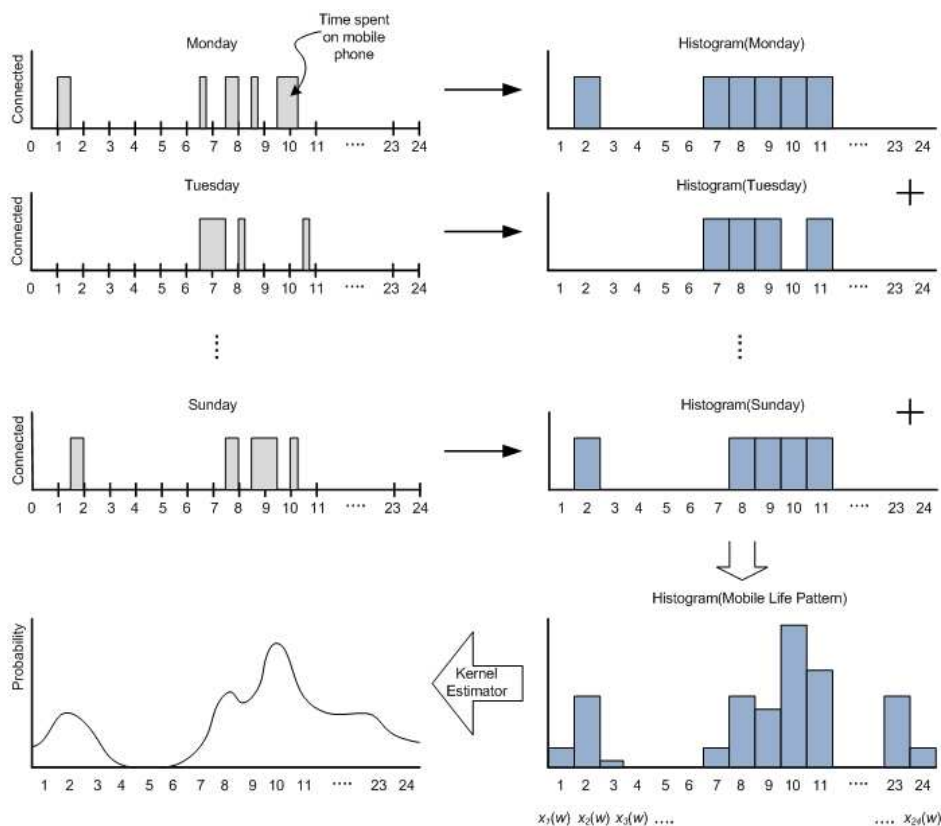 Time spent
on mobile
phone
Monday
Connected
0 1 2 3 4 5 6 7 8 9 10 11 .... 23 24
Histogram(Monday)
1 2 3 4 5 6 7 8 9 10 11 .... 23 24
Tuesday
Connected
0 1 2 3 4 5 6 7 8 9 10 11 .... 23 24
Histogram(Tuesday)
+
1 2 3 4 5 6 7 8 9 10 11 .... 23 24
Sunday
Connected
0 1 2 3 4 5 6 7 8 9 10 11 .... 23 24
Histogram(Sunday)
+
1 2 3 4 5 6 7 8 9 10 11 .... 23 24
Probability
1 2 3 4 5 6 7 8 9 10 11 .... 23 24
Kernel
Estimator
Histogram(Mobile Life Pattern)
1 2 3 4 5 6 7 8 9 10 11 .... 23 24
x1(w) x2(w) x3(w) .... .... x24(w)